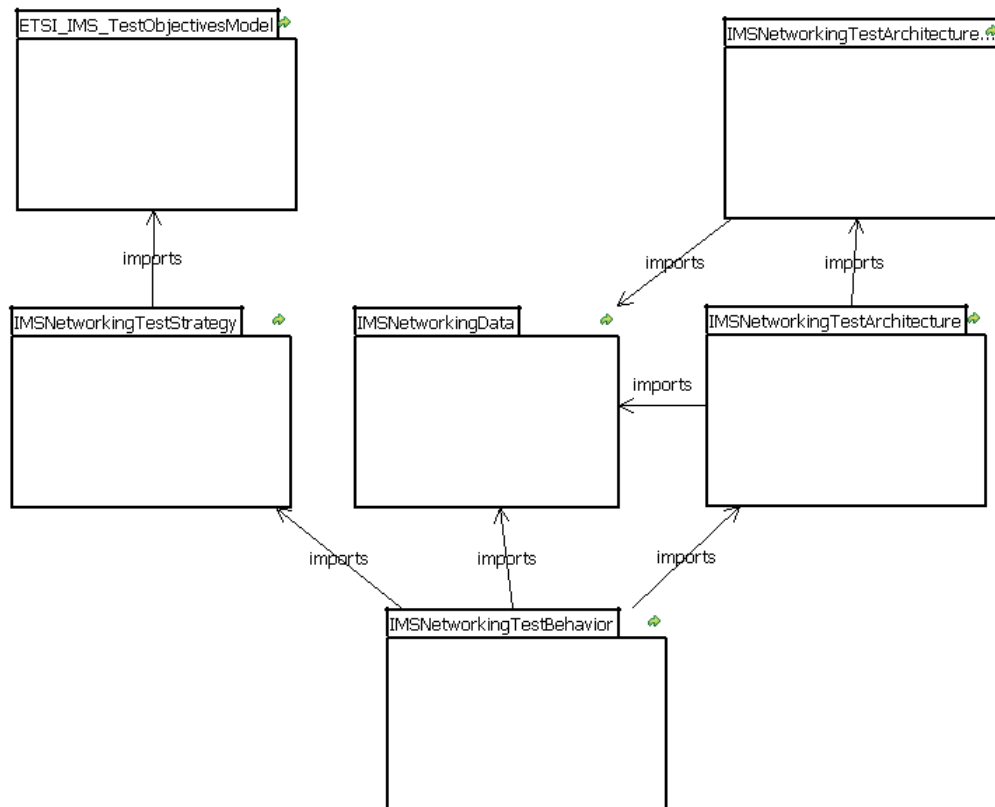 ETSI_IMS_TestObjectivesModel
IMSNetworkingTestArchitecture...
imports
imports
imports
IMSNetworkingTestStrategy
IMSNetworkingData
IMSNetworkingTestArchitecture
imports
imports
imports
imports
IMSNetworkingTestBehavior